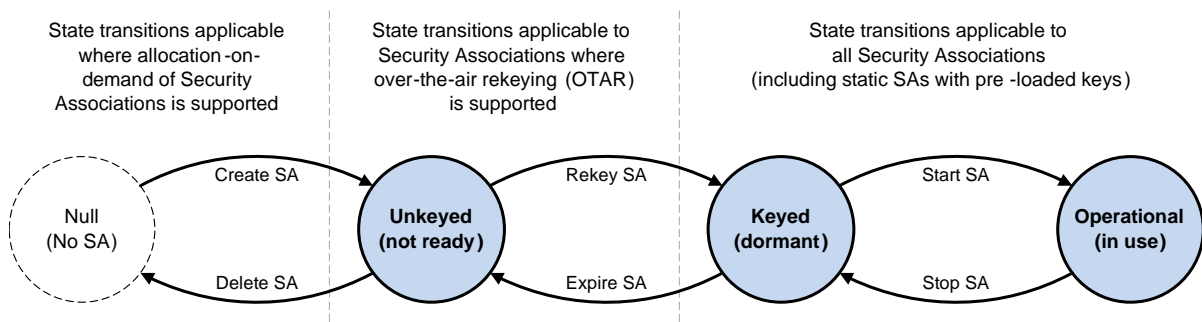 State transitions applicable
where allocation-on-
demand of Security
Associations is supported
State transitions applicable to
Security Associations where
over-the-air rekeying (OTAR)
is supported
State transitions applicable to
all Security Associations
(including static SAs with pre -loaded keys)
Create SA
Rekey SA
Start SA
Null
(No SA)
Unkeyed
(not ready)
Keyed
(dormant)
Operational
(in use)
Delete SA
Expire SA
Stop SA